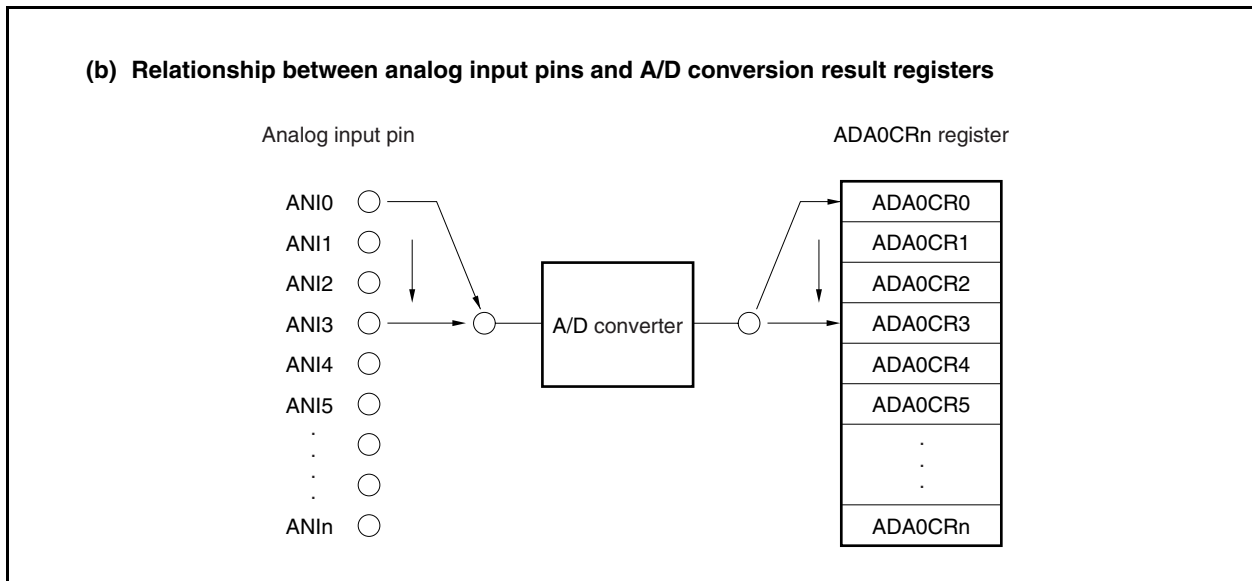 (b) Relationship between analog input pins and A/D conversion result registers
Analog input pin
ADA0CRn register
ANI0
ADA0CR0
ANI1
ADA0CR1
ANI2
ADA0CR2
ANI3
A/D converter
ADA0CR3
ANI4
ADA0CR4
ANI5
ADA0CR5
.
.
.
.
.
.
.
ANIn
ADA0CRn